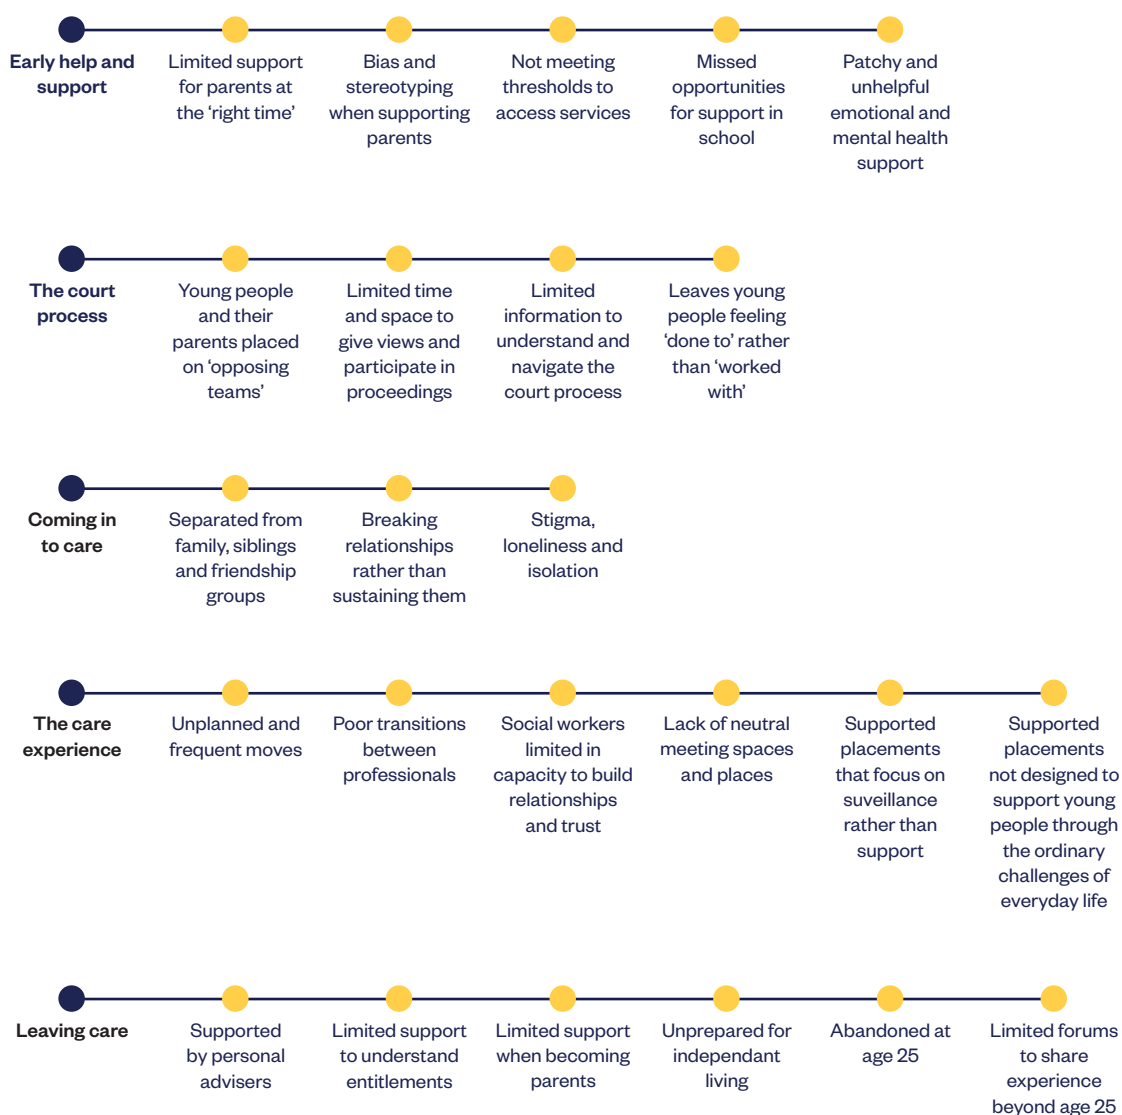 Early help and
support
Limited support
for parents at
the ‘right time’
Bias and
stereotyping
when supporting
parents
Not meeting
thresholds to
access services
Missed
opportunities
for support in
school
Patchy and
unhelpful
emotional and
mental health
support
The court
process
Young people
and their
parents placed
on ‘opposing
teams’
Limited time
and space to
give views and
participate in
proceedings
Limited
information to
understand and
navigate the
court process
Leaves young
people feeling
‘done to’ rather
than ‘worked
with’
Coming in
to care
Separated from
family, siblings
and friendship
groups
Breaking
relationships
rather than
sustaining them
Stigma,
loneliness and
isolation
The care
experience
Unplanned and
frequent moves
Poor transitions
between
professionals
Social workers
limited in
capacity to build
relationships
and trust
Lack of neutral
meeting spaces
and places
Supported
placements
that focus on
suveillance
rather than
support
Supported
placements
not designed to
support young
people through
the ordinary
challenges of
everyday life
Leaving care
Supported
by personal
advisers
Limited support
to understand
entitlements
Limited support
when becoming
parents
Unprepared for
independant
living
Abandoned at
age 25
Limited forums
to share
experience
beyond age 25